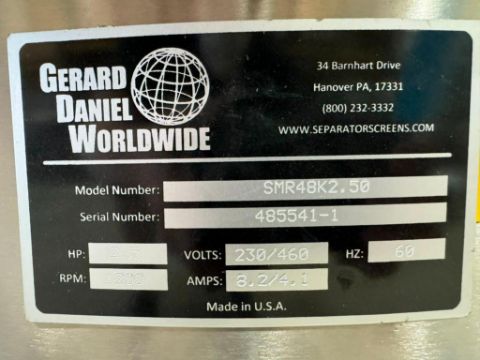 GERARD
DANIEL
WORLDWIDE
34 Barnhart Drive
Hanover PA, 17331
(800) 232-3332
WWW.SEPARATORSCREENS.COM
Model Number: SMR48K2.50
Serial Number: 485541-1
HP: VOLTS: 230/460 HZ: 60
RPM: AMPS: 8.2/4.1
Made in U.S.A.